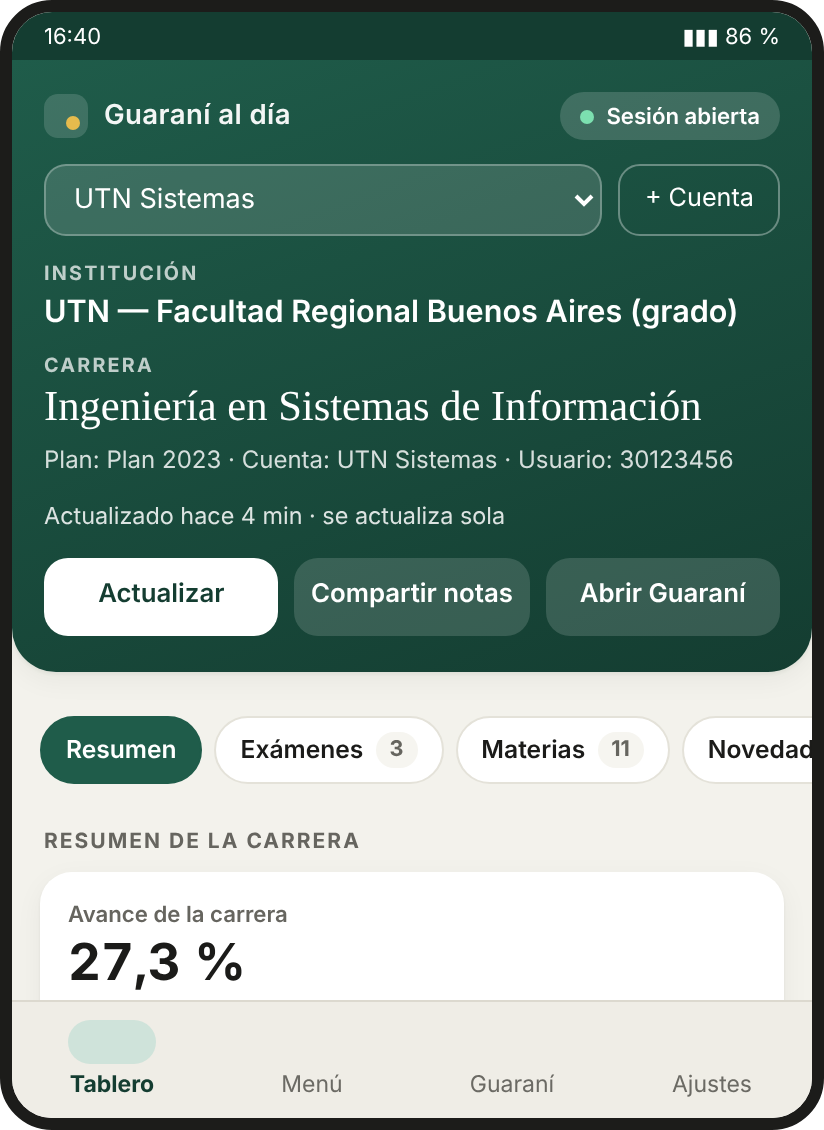 16:40
86 %
Guaraní al día
Sesión abierta
UTN Sistemas
+ Cuenta
INSTITUCIÓN
UTN — Facultad Regional Buenos Aires (grado)
CARRERA
Ingeniería en Sistemas de Información
Plan: Plan 2023 · Cuenta: UTN Sistemas · Usuario: 30123456
Actualizado hace 4 min · se actualiza sola
Actualizar
Compartir notas
Abrir Guaraní
Resumen
Exámenes 3
Materias 11
Novedad
RESUMEN DE LA CARRERA
Avance de la carrera
27,3 %
Tablero
Menú
Guaraní
Ajustes